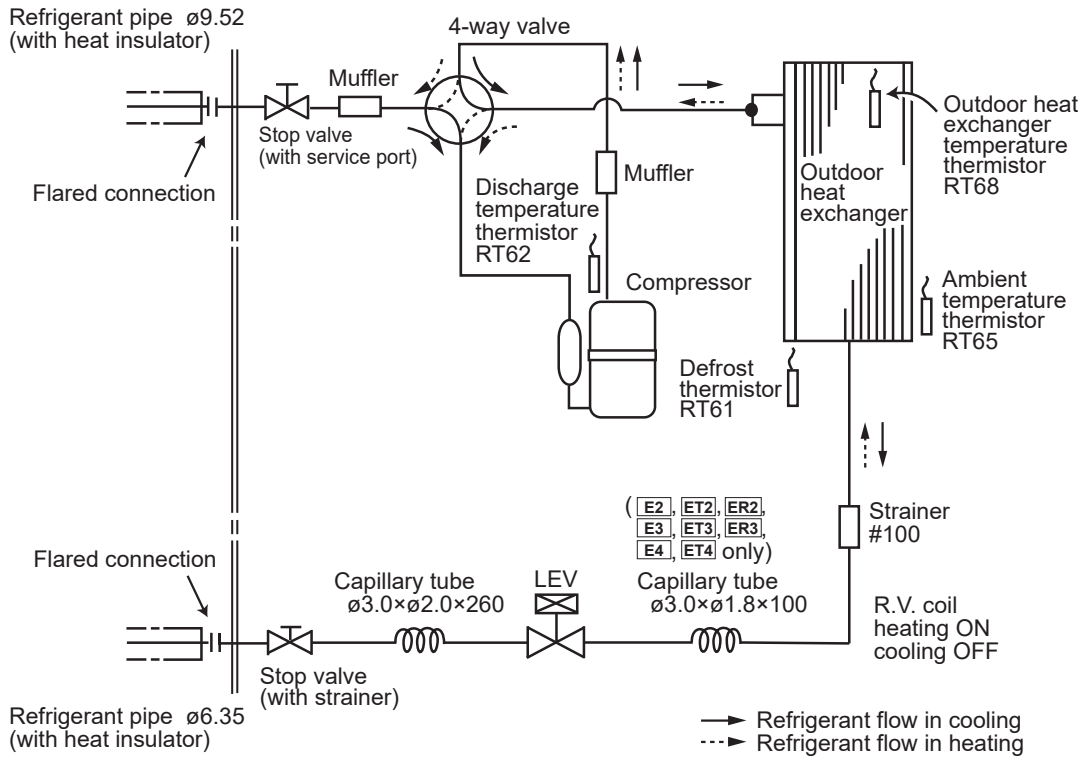 Refrigerant pipe ø9.52
(with heat insulator)
4-way valve
Muffler
Stop valve
(with service port)
Flared connection
Discharge
temperature
thermistor
RT62
Muffler
Compressor
Outdoor
heat
exchanger
Outdoor heat
exchanger
temperature
thermistor
RT68
Ambient
temperature
thermistor
RT65
Defrost
thermistor
RT61
( E2 , ET2 , ER2 ,
E3 , ET3 , ER3 ,
E4 , ET4 only)
Strainer
#100
Flared connection
Capillary tube
ø3.0×ø2.0×260
LEV
Capillary tube
ø3.0×ø1.8×100
R.V. coil
heating ON
cooling OFF
Stop valve
(with strainer)
Refrigerant pipe ø6.35
(with heat insulator)
Refrigerant flow in cooling
Refrigerant flow in heating